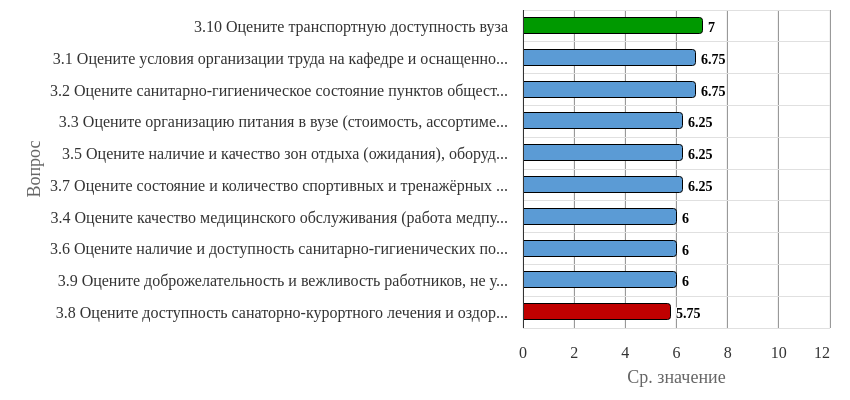 3.10 Оцените транспортную доступность вуза 7
3.1 Оцените условия организации труда на кафедре и оснащенно... 6.75
3.2 Оцените санитарно-гигиеническое состояние пунктов общест... 6.75
3.3 Оцените организацию питания в вузе (стоимость, ассортиме... 6.25
3.5 Оцените наличие и качество зон отдыха (ожидания), оборуд... 6.25
3.7 Оцените состояние и количество спортивных и тренажёрных ... 6.25
3.4 Оцените качество медицинского обслуживания (работа медпу... 6
3.6 Оцените наличие и доступность санитарно-гигиенических по... 6
3.9 Оцените доброжелательность и вежливость работников, не у... 6
3.8 Оцените доступность санаторно-курортного лечения и оздор... 5.75
Вопрос
0 2 4 6 8 10 12
Ср. значение